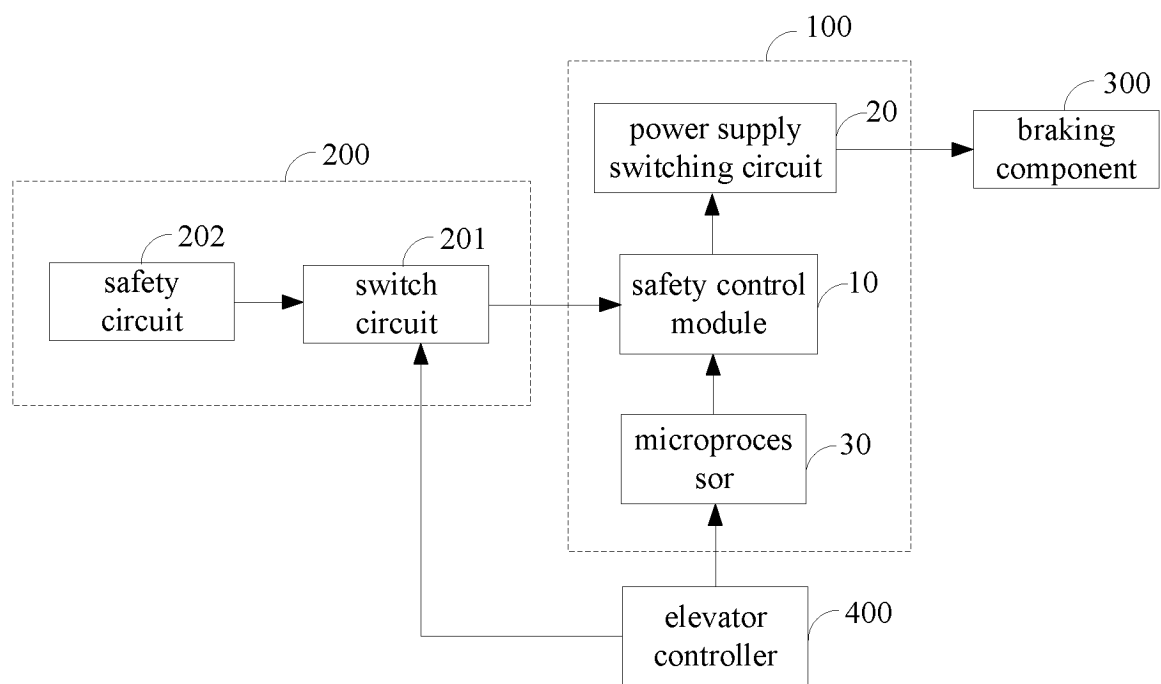 100
300
20
power supply
switching circuit
braking
component
200
202
201
safety
circuit
switch
circuit
safety control
module
10
microproces
sor
30
elevator
controller
400